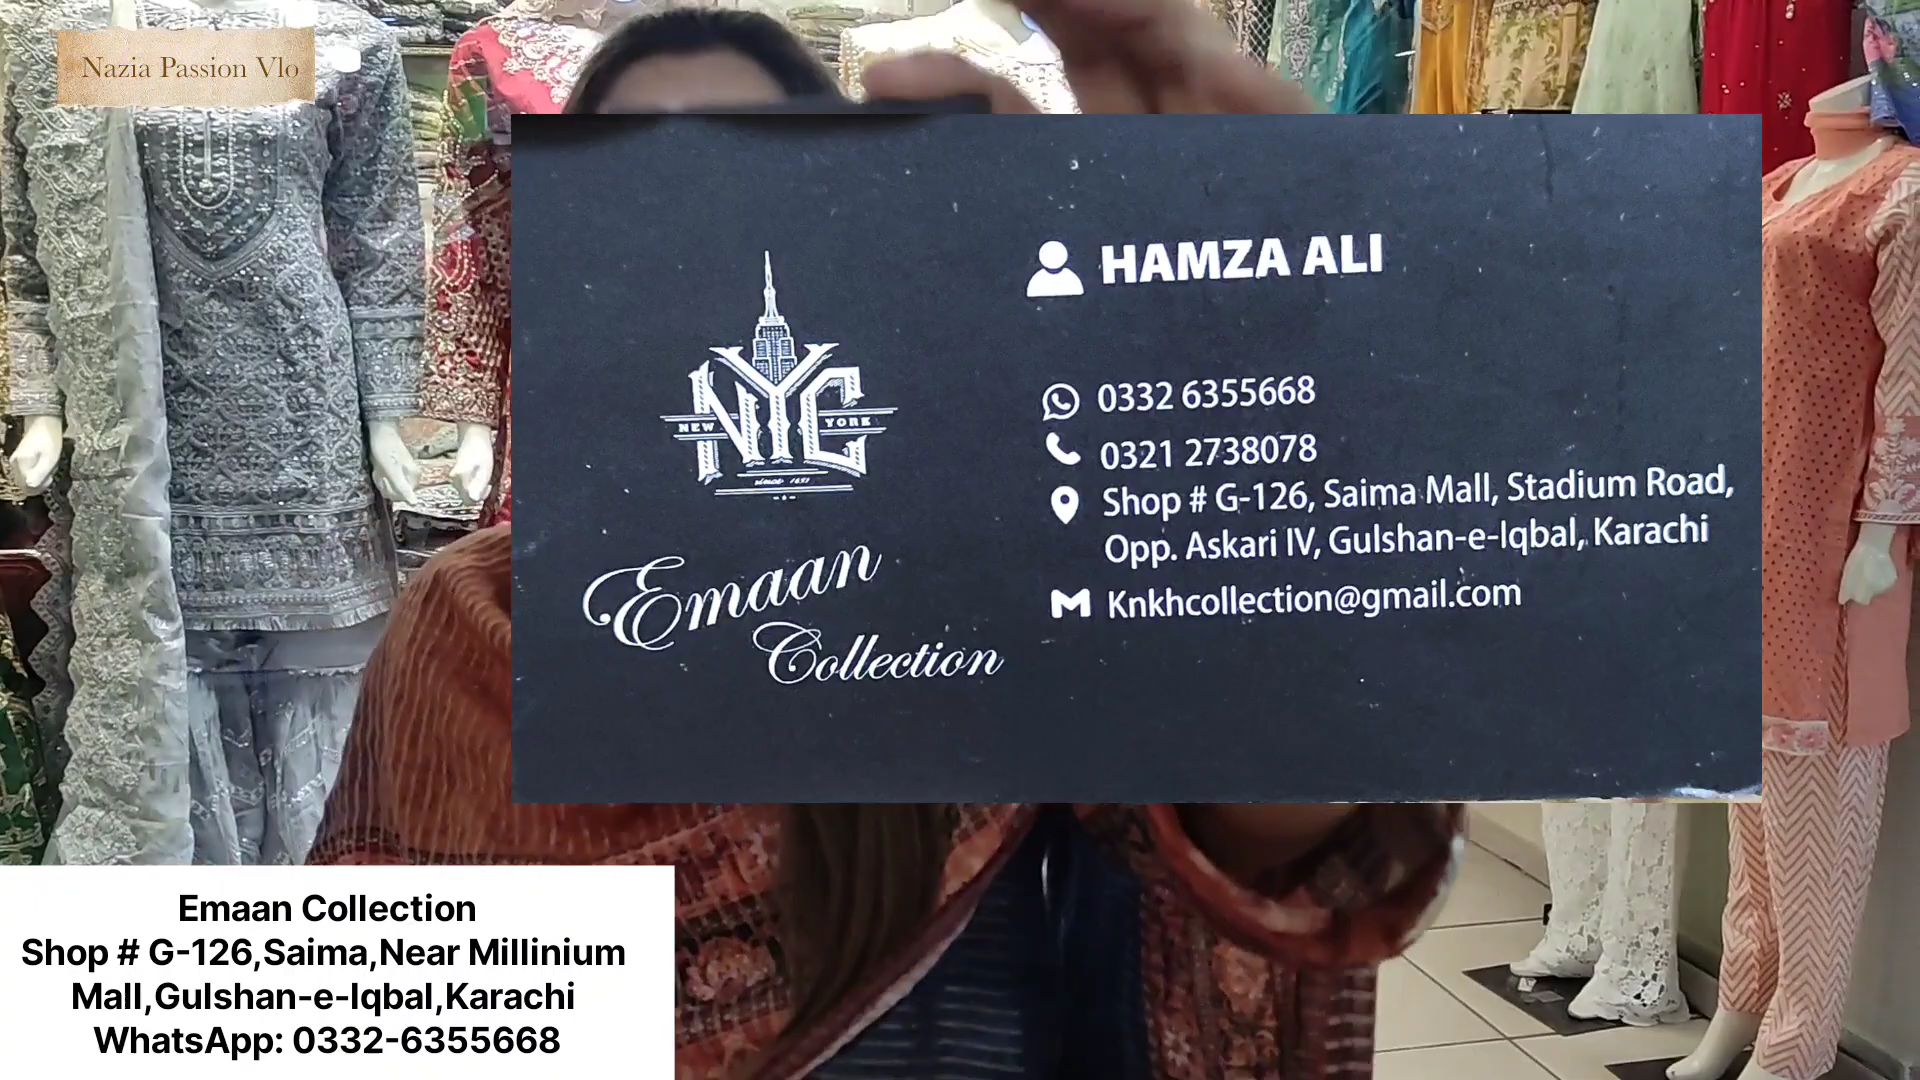 Nazia Passion Vlo
HAMZA ALI
NYC
NEW YORK
0332 6355668
0321 2738078
Shop # G-126, Saima Mall, Stadium Road,
Opp. Askari IV, Gulshan-e-Iqbal, Karachi
Knkhcollection@gmail.com
Emaan
Collection
Emaan Collection
Shop # G-126,Saima,Near Millinium
Mall,Gulshan-e-Iqbal,Karachi
WhatsApp: 0332-6355668